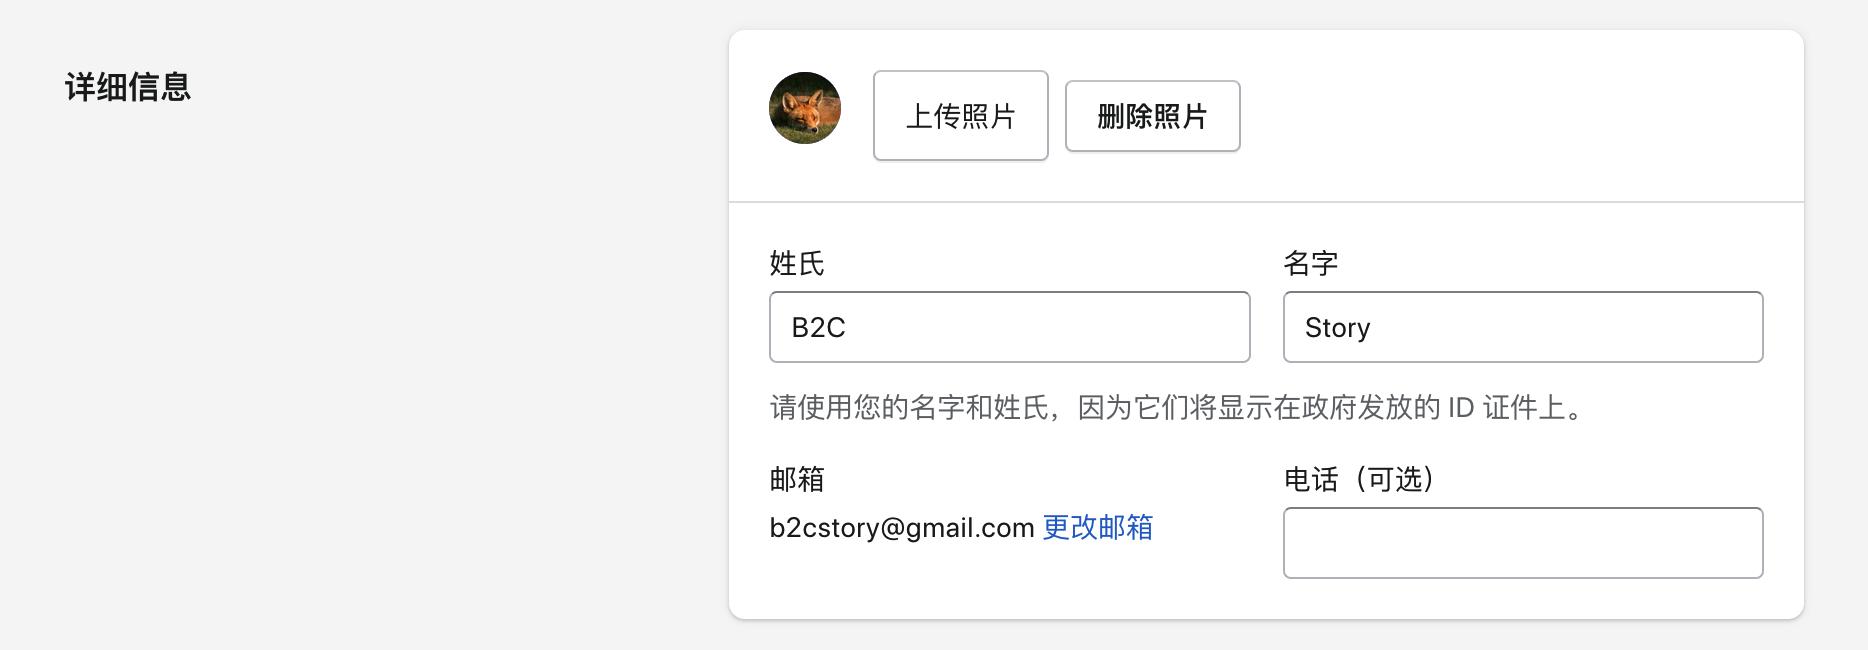 详细信息
上传照片
删除照片
姓氏
名字
B2C
Story
请使用您的名字和姓氏，因为它们将显示在政府发放的 ID 证件上。
邮箱
电话（可选）
b2cstory@gmail.com 更改邮箱